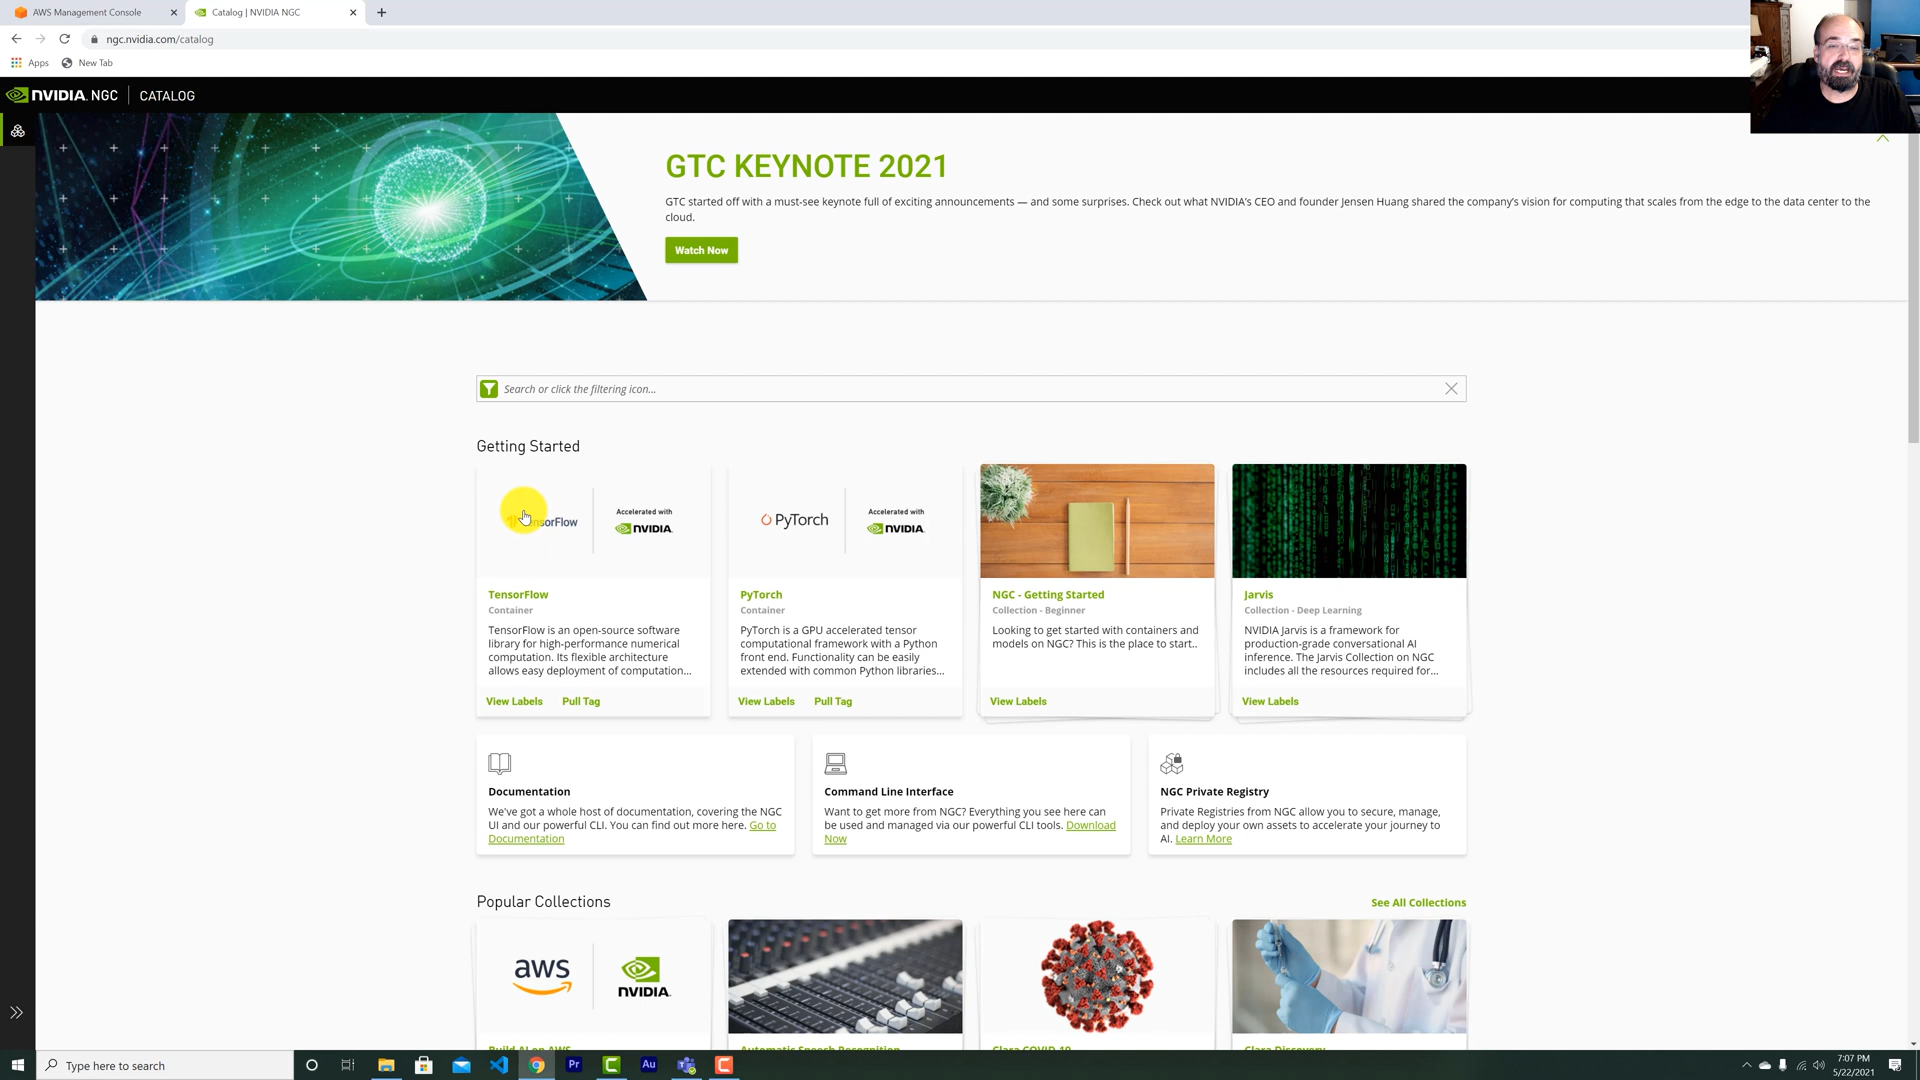 AWS Management Console
Catalog | NVIDIA NGC
ngc.nvidia.com/catalog
Apps
New Tab
NVIDIA. NGC | CATALOG
GTC KEYNOTE 2021
GTC started off with a must-see keynote full of exciting announcements — and some surprises. Check out what NVIDIA's CEO and founder Jensen Huang shared the company's vision for computing that scales from the edge to the data center to the
cloud.
Watch Now
Search or click the filtering icon...
Getting Started
Accelerated with
NVIDIA.
PyTorch
Accelerated with
NVIDIA.
TensorFlow
Container
TensorFlow is an open-source software
library for high-performance numerical
computation. Its flexible architecture
allows easy deployment of computation...
View Labels Pull Tag
PyTorch
Container
PyTorch is a GPU accelerated tensor
computational framework with a Python
front end. Functionality can be easily
extended with common Python libraries...
View Labels Pull Tag
NGC - Getting Started
Collection - Beginner
Looking to get started with containers and
models on NGC? This is the place to start..
View Labels
Jarvis
Collection - Deep Learning
NVIDIA Jarvis is a framework for
production-grade conversational AI
inference. The Jarvis Collection on NGC
includes all the resources required for...
View Labels
Documentation
We've got a whole host of documentation, covering the NGC
UI and our powerful CLI. You can find out more here. Go to
Documentation
Command Line Interface
Want to get more from NGC? Everything you see here can
be used and managed via our powerful CLI tools. Download
Now
NGC Private Registry
Private Registries from NGC allow you to secure, manage,
and deploy your own assets to accelerate your journey to
AI. Learn More
Popular Collections
See All Collections
aws
NVIDIA.
Build AI on AWS
Automatic Speech Recognition
Clara COVID-19
Clara Discovery
Type here to search
Pr
Au
7:07 PM
5/22/2021